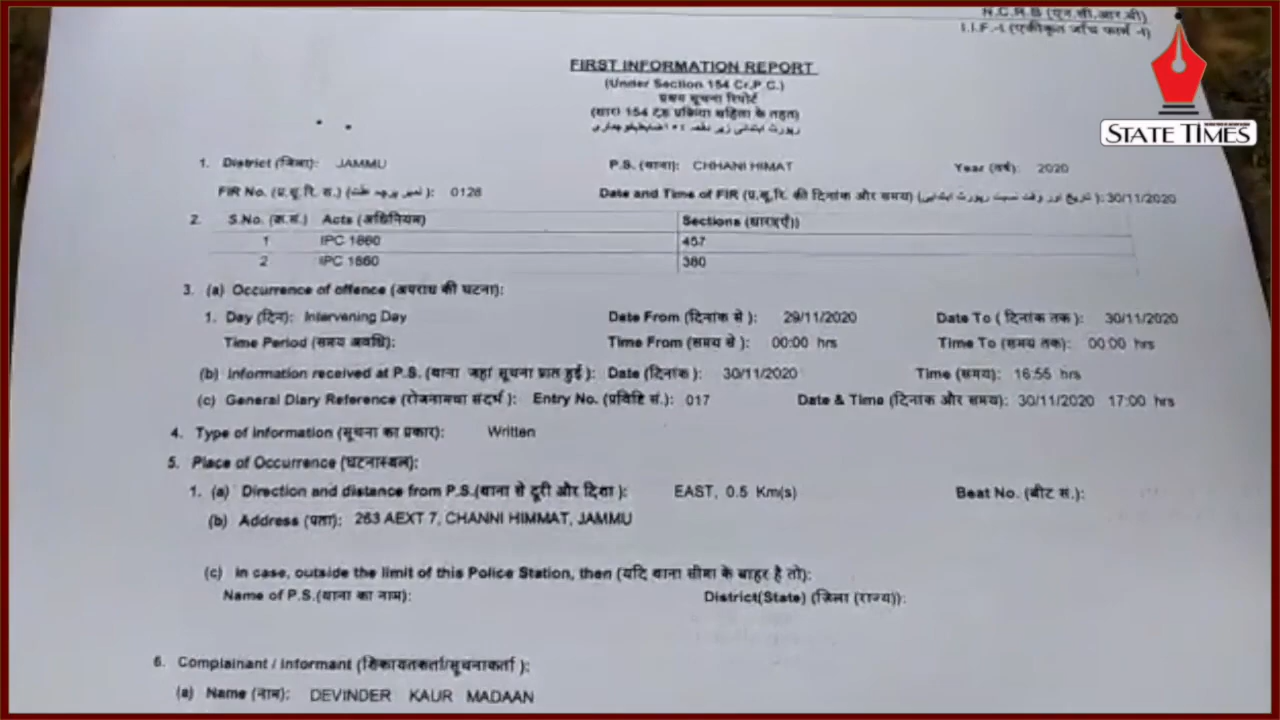 N.C.R.B (एन.सी.आर.बी)
I.I.F.-I (एकीकृत जाँच फार्म -I)
STATE TIMES
FIRST INFORMATION REPORT
(Under Section 154 Cr.P.C.)
प्रथम सूचना रिपोर्ट
(धारा 154 दंड प्रक्रिया संहिता के तहत)
1. District (जिला): JAMMU P.S. (थाना): CHHANI HIMAT Year (वर्ष): 2020
FIR No. (प्र.सू.रि. सं.) ( ): 0128 Date and Time of FIR (प्र.सू.रि. की दिनांक और समय) ( ): 30/11/2020
2. S.No. (क्र.सं.) Acts (अधिनियम) Sections (धारा(एँ))
1 IPC 1860 457
2 IPC 1860 380
3. (a) Occurrence of offence (अपराध की घटना):
1. Day (दिन): Intervening Day Date From (दिनांक से ): 29/11/2020 Date To ( दिनांक तक ): 30/11/2020
Time Period (समय अवधि): Time From (समय से ): 00:00 hrs Time To (समय तक): 00:00 hrs
(b) Information received at P.S. (थाना जहां सूचना प्राप्त हुई ): Date (दिनांक ): 30/11/2020 Time (समय): 16:55 hrs
(c) General Diary Reference (रोजनामचा संदर्भ ): Entry No. (प्रविष्टि सं.): 017 Date & Time (दिनांक और समय): 30/11/2020 17:00 hrs
4. Type of Information (सूचना का प्रकार): Written
5. Place of Occurrence (घटनास्थल):
1. (a) Direction and distance from P.S.(थाना से दूरी और दिशा ): EAST, 0.5 Km(s) Beat No. (बीट सं.):
(b) Address (पता): 263 AEXT 7, CHANNI HIMMAT, JAMMU
(c) In case, outside the limit of this Police Station, then (यदि थाना सीमा के बाहर है तो):
Name of P.S.(थाना का नाम): District(State) (जिला (राज्य)):
6. Complainant / Informant (शिकायतकर्ता/सूचनाकर्ता ):
(a) Name (नाम): DEVINDER KAUR MADAAN